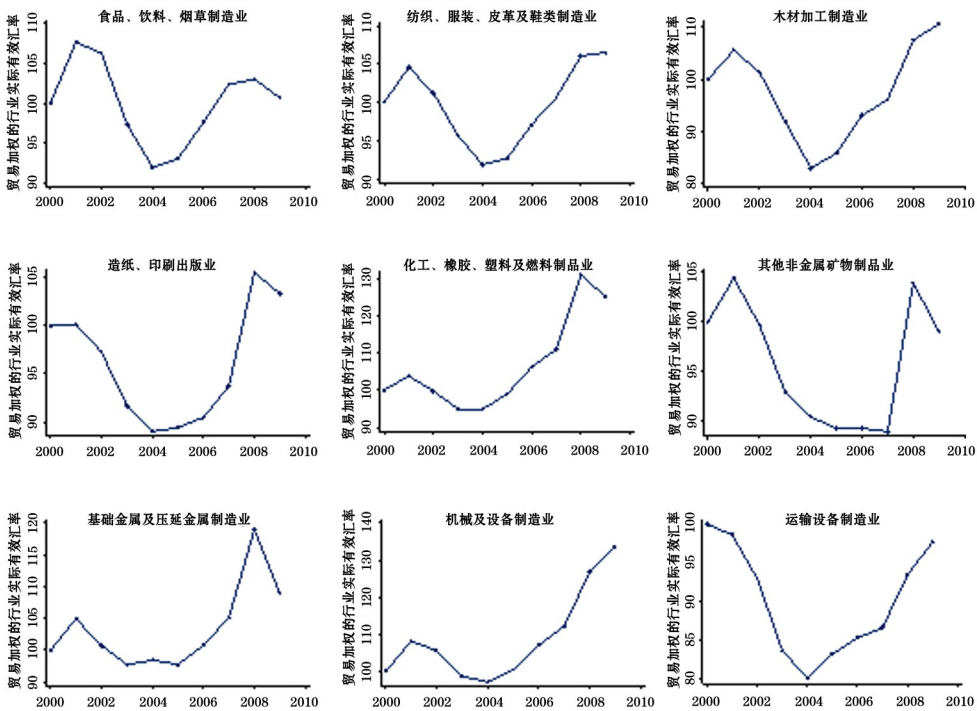 食品、饮料、烟草制造业
贸易加权的行业实际有效汇率
110
105
100
95
90
2000 2002 2004 2006 2008 2010
纺织、服装、皮革及鞋类制造业
贸易加权的行业实际有效汇率
110
105
100
95
90
2000 2002 2004 2006 2008 2010
木材加工制造业
贸易加权的行业实际有效汇率
110
100
90
80
2000 2002 2004 2006 2008 2010
造纸、印刷出版业
贸易加权的行业实际有效汇率
105
100
95
90
2000 2002 2004 2006 2008 2010
化工、橡胶、塑料及燃料制品业
贸易加权的行业实际有效汇率
130
120
110
100
90
2000 2002 2004 2006 2008 2010
其他非金属矿物制品业
贸易加权的行业实际有效汇率
105
100
95
90
2000 2002 2004 2006 2008 2010
基础金属及压延金属制造业
贸易加权的行业实际有效汇率
120
115
110
105
100
90
2000 2002 2004 2006 2008 2010
机械及设备制造业
贸易加权的行业实际有效汇率
140
130
120
110
100
2000 2002 2004 2006 2008 2010
运输设备制造业
贸易加权的行业实际有效汇率
100
95
90
85
80
2000 2002 2004 2006 2008 2010